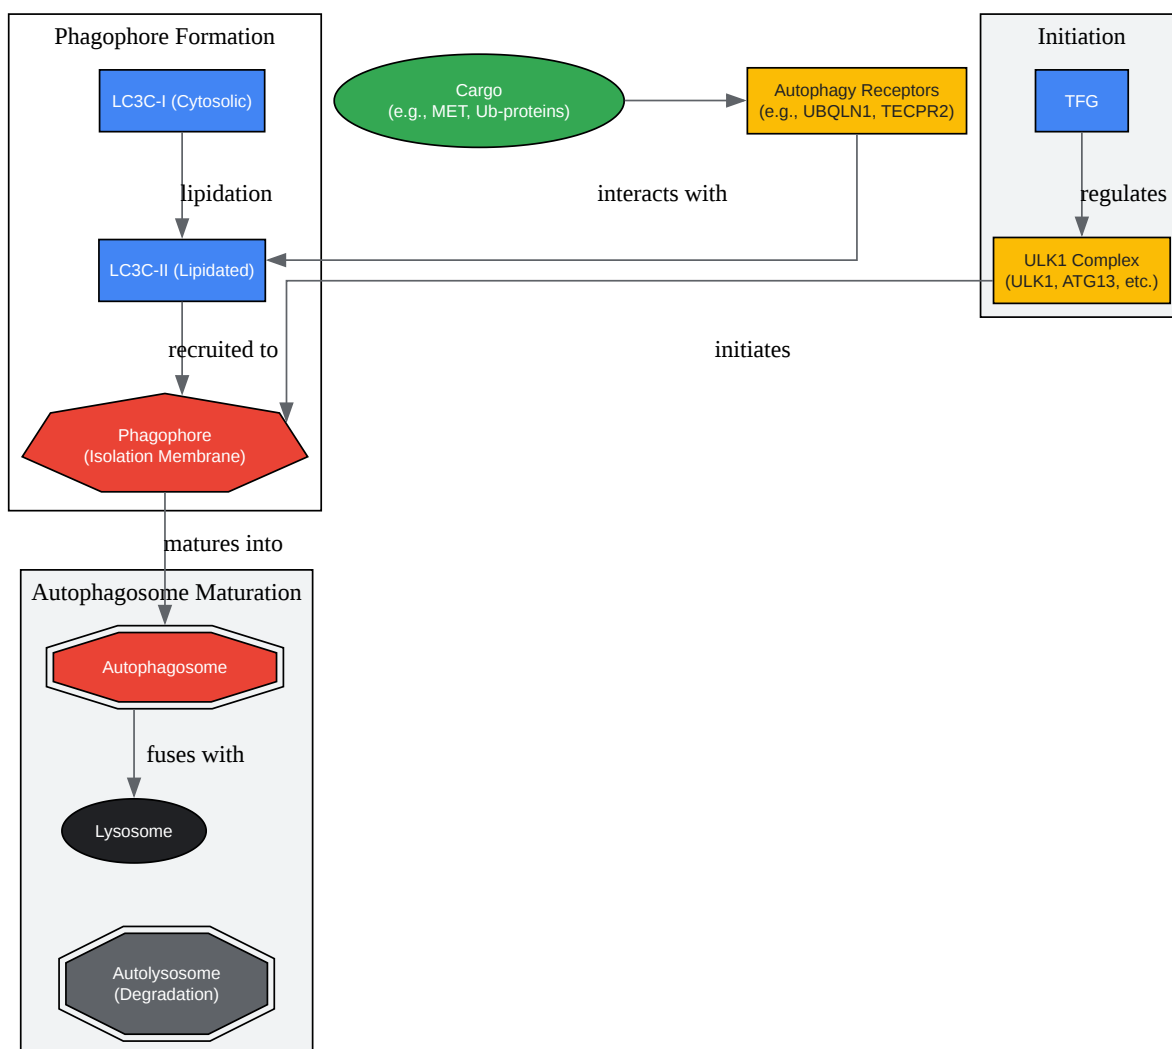 Phagophore Formation
LC3C-I (Cytosolic)
lipidation
LC3C-II (Lipidated)
recruited to
Phagophore
(Isolation Membrane)
Cargo
(e.g., MET, Ub-proteins)
Autophagy Receptors
(e.g., UBQLN1, TECPR2)
interacts with
Initiation
TFG
regulates
ULK1 Complex
(ULK1, ATG13, etc.)
initiates
matures into
Autophagosome Maturation
Autophagosome
fuses with
Lysosome
Autolysosome
(Degradation)